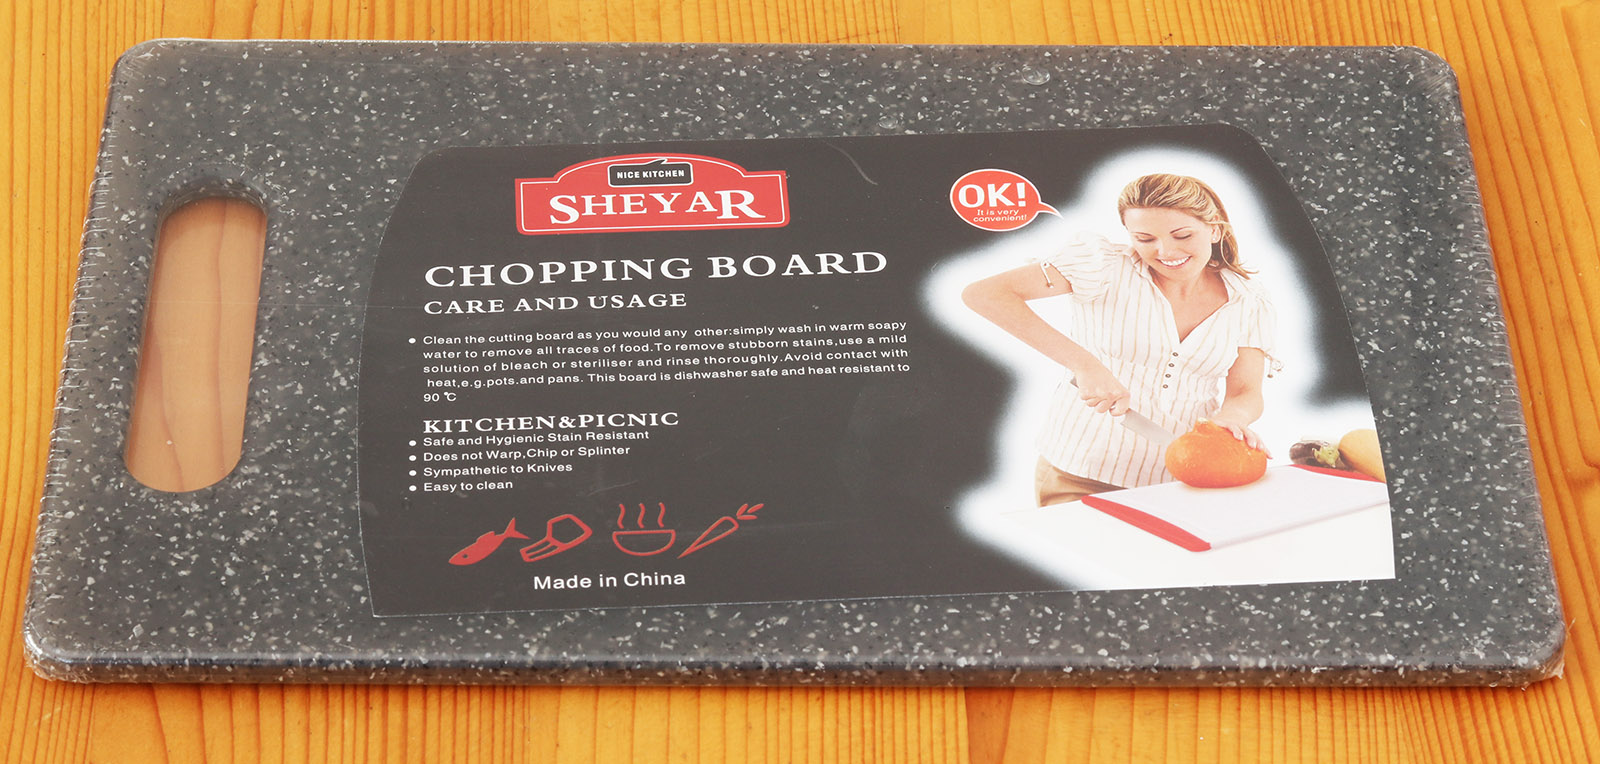 NICE KITCHEN
SHEYAR
OK!
It is very
convenient!
CHOPPING BOARD
CARE AND USAGE
● Clean the cutting board as you would any other:simply wash in warm soapy
water to remove all traces of food.To remove stubborn stains,use a mild
solution of bleach or steriliser and rinse thoroughly.Avoid contact with
heat,e.g.pots.and pans. This board is dishwasher safe and heat resistant to
90 ℃
KITCHEN&PICNIC
● Safe and Hygienic Stain Resistant
● Does not Warp,Chip or Splinter
● Sympathetic to Knives
● Easy to clean
Made in China